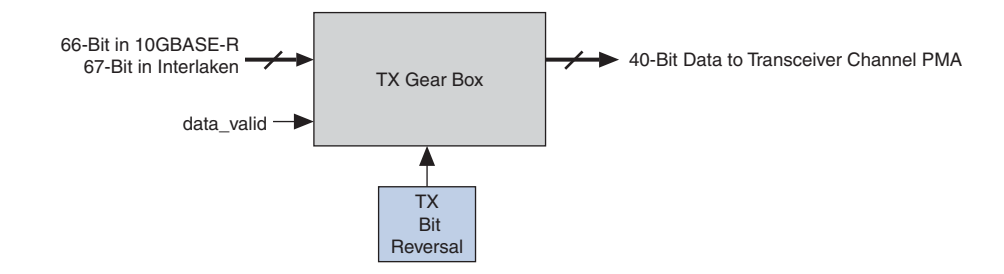 66-Bit in 10GBASE-R
67-Bit in Interlaken
TX Gear Box
40-Bit Data to Transceiver Channel PMA
data_valid
TX
Bit
Reversal